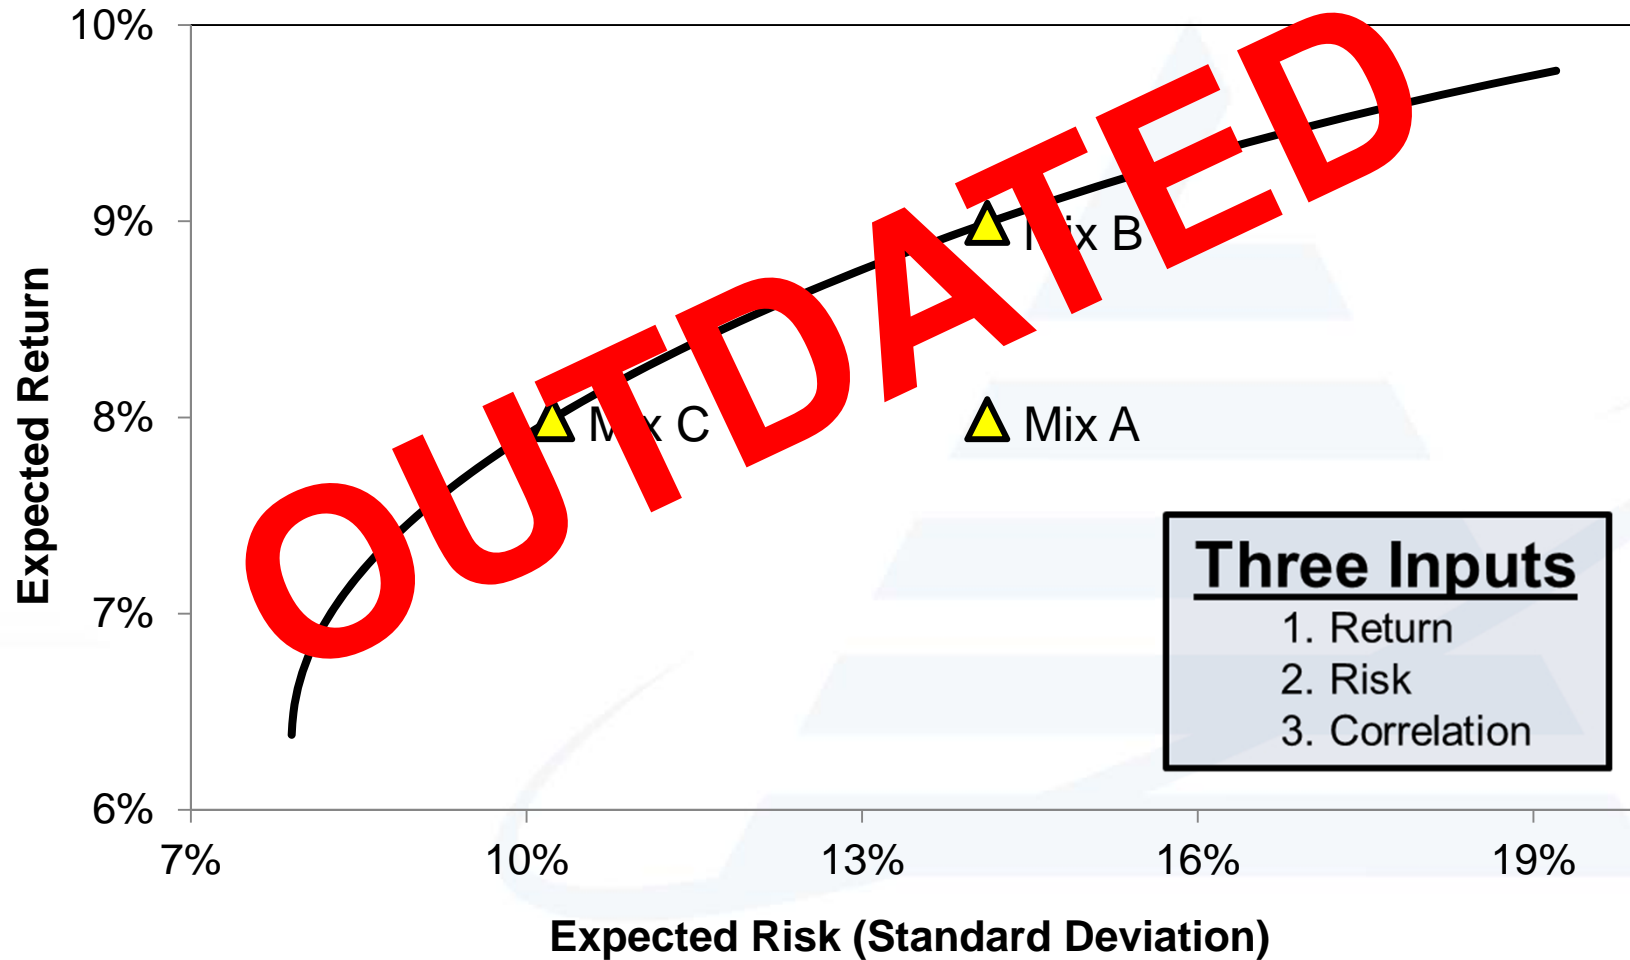 10%
9%
8%
7%
6%
Expected Return
OUTDATED
Mix B
Mix C
Mix A
Three Inputs
1. Return
2. Risk
3. Correlation
7% 10% 13% 16% 19%
Expected Risk (Standard Deviation)